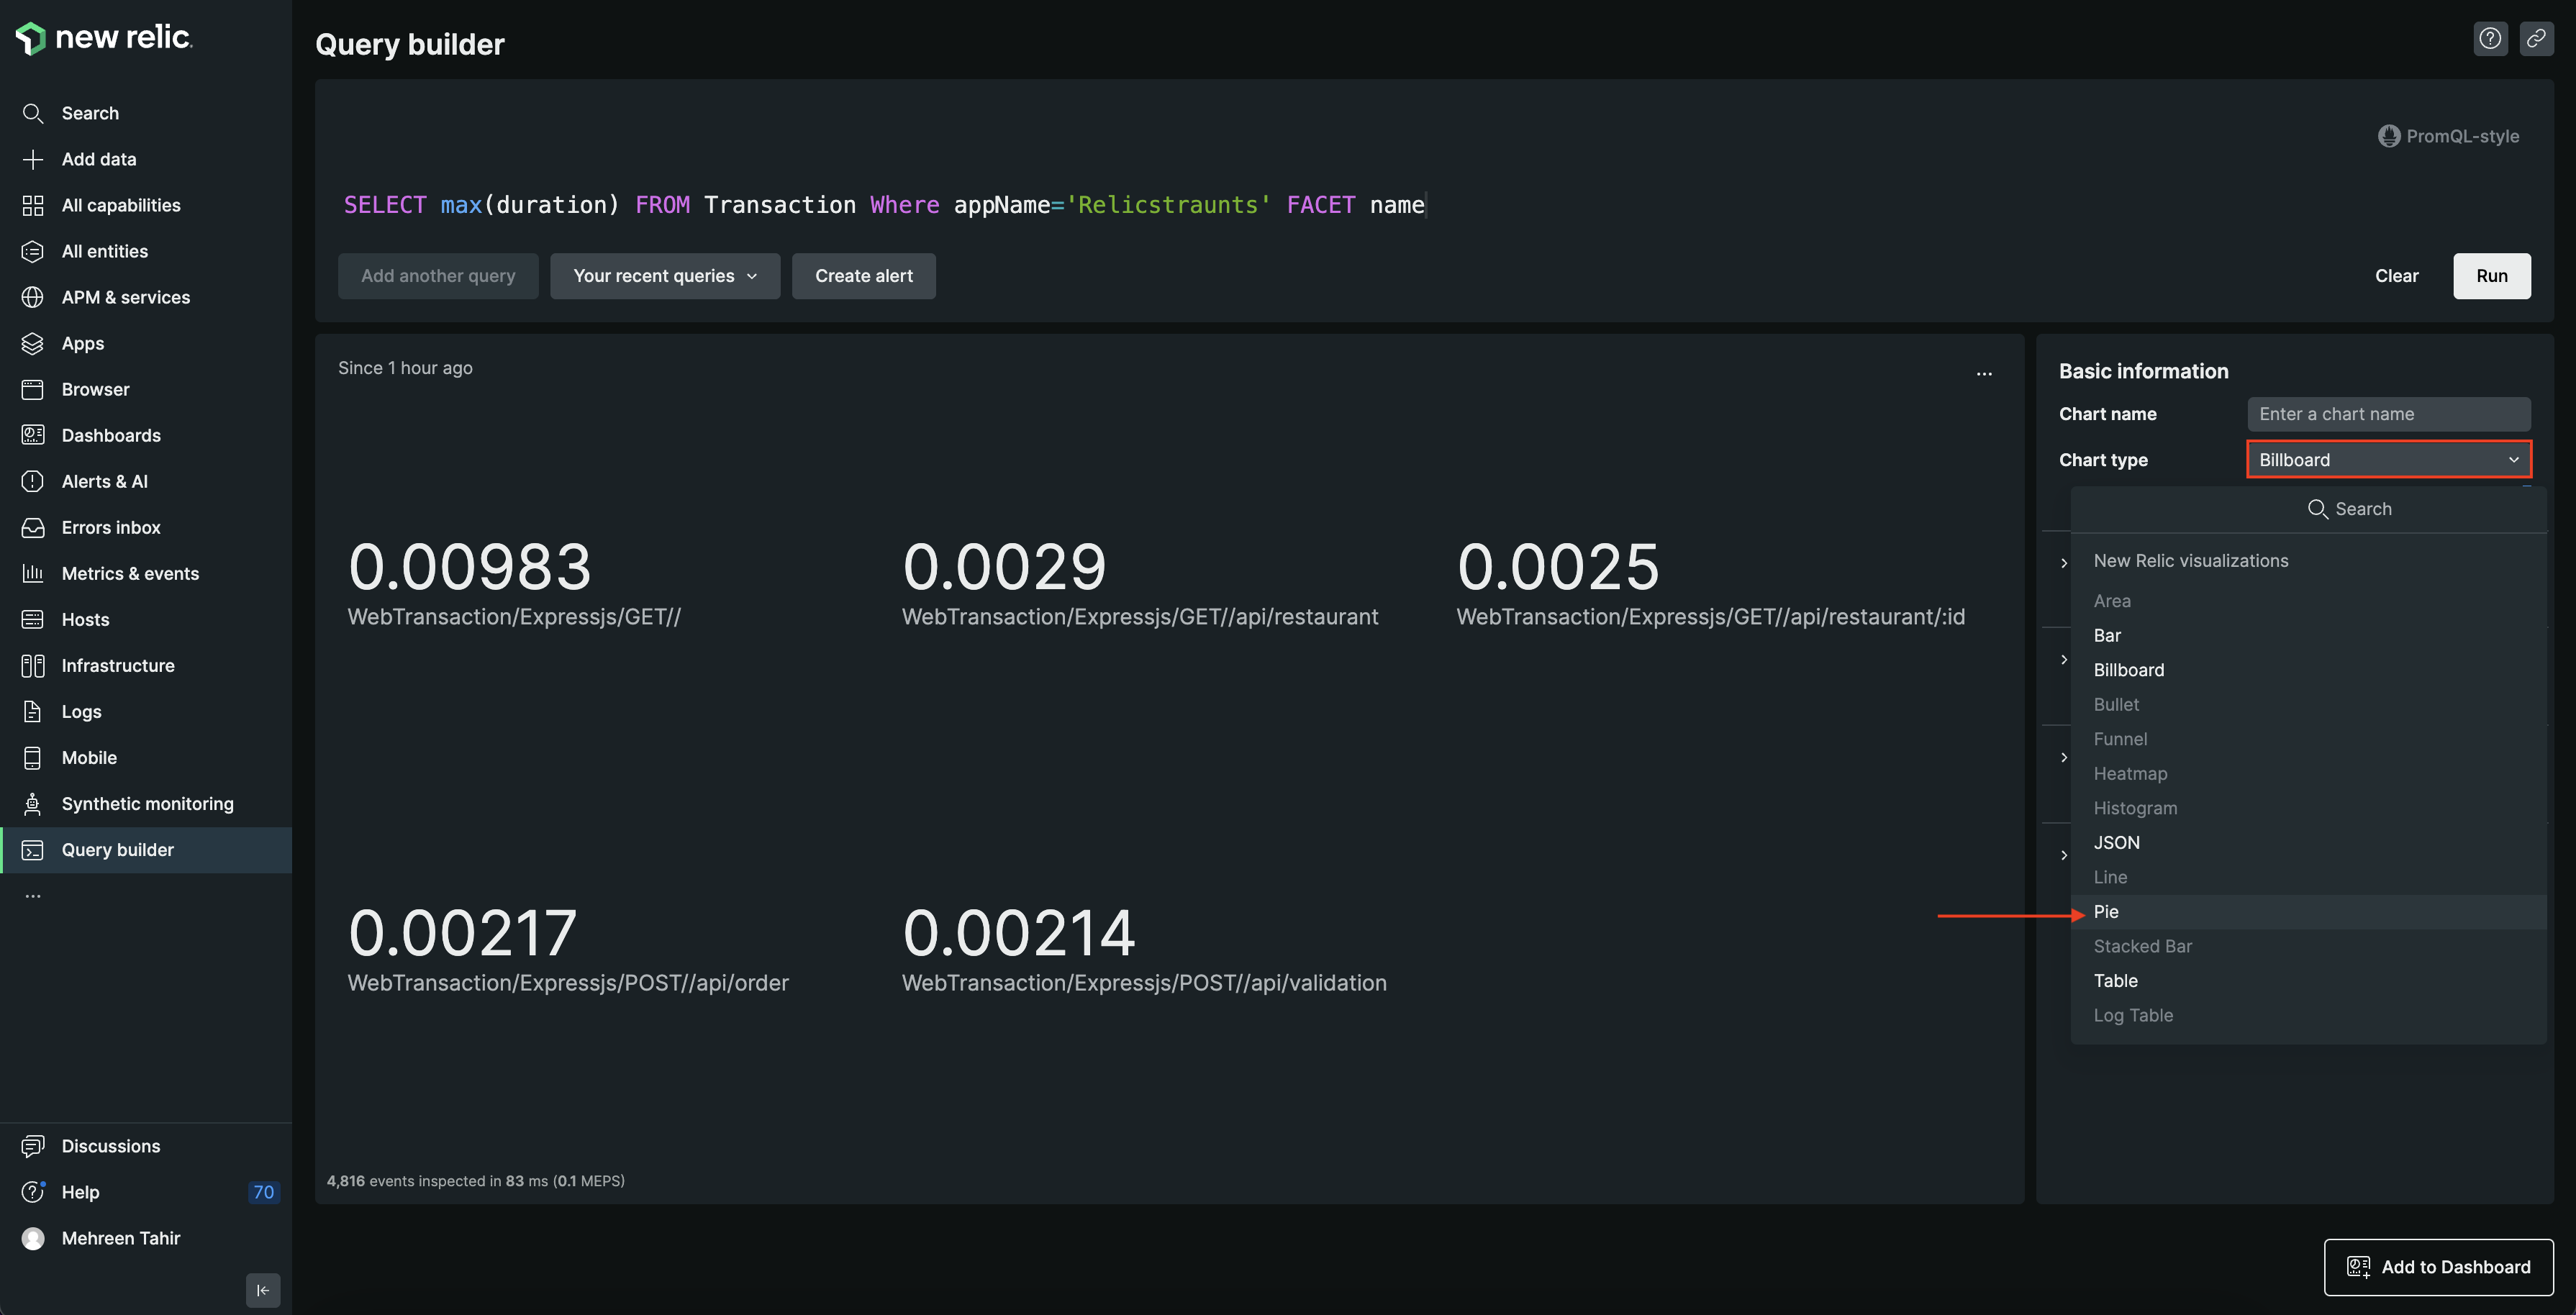 new relic.
Search
Add data
All capabilities
All entities
APM & services
Apps
Browser
Dashboards
Alerts & AI
Errors inbox
Metrics & events
Hosts
Infrastructure
Logs
Mobile
Synthetic monitoring
Query builder
...
Discussions
Help 70
Mehreen Tahir
Query builder
PromQL-style
SELECT max(duration) FROM Transaction Where appName='Relicstraunts' FACET name
Add another query Your recent queries Create alert Clear Run
Since 1 hour ago ...
0.00983
WebTransaction/Expressjs/GET//
0.0029
WebTransaction/Expressjs/GET//api/restaurant
0.0025
WebTransaction/Expressjs/GET//api/restaurant/:id
0.00217
WebTransaction/Expressjs/POST//api/order
0.00214
WebTransaction/Expressjs/POST//api/validation
4,816 events inspected in 83 ms (0.1 MEPS)
Basic information
Chart name Enter a chart name
Chart type Billboard
Search
New Relic visualizations
Area
Bar
Billboard
Bullet
Funnel
Heatmap
Histogram
JSON
Line
Pie
Stacked Bar
Table
Log Table
Add to Dashboard